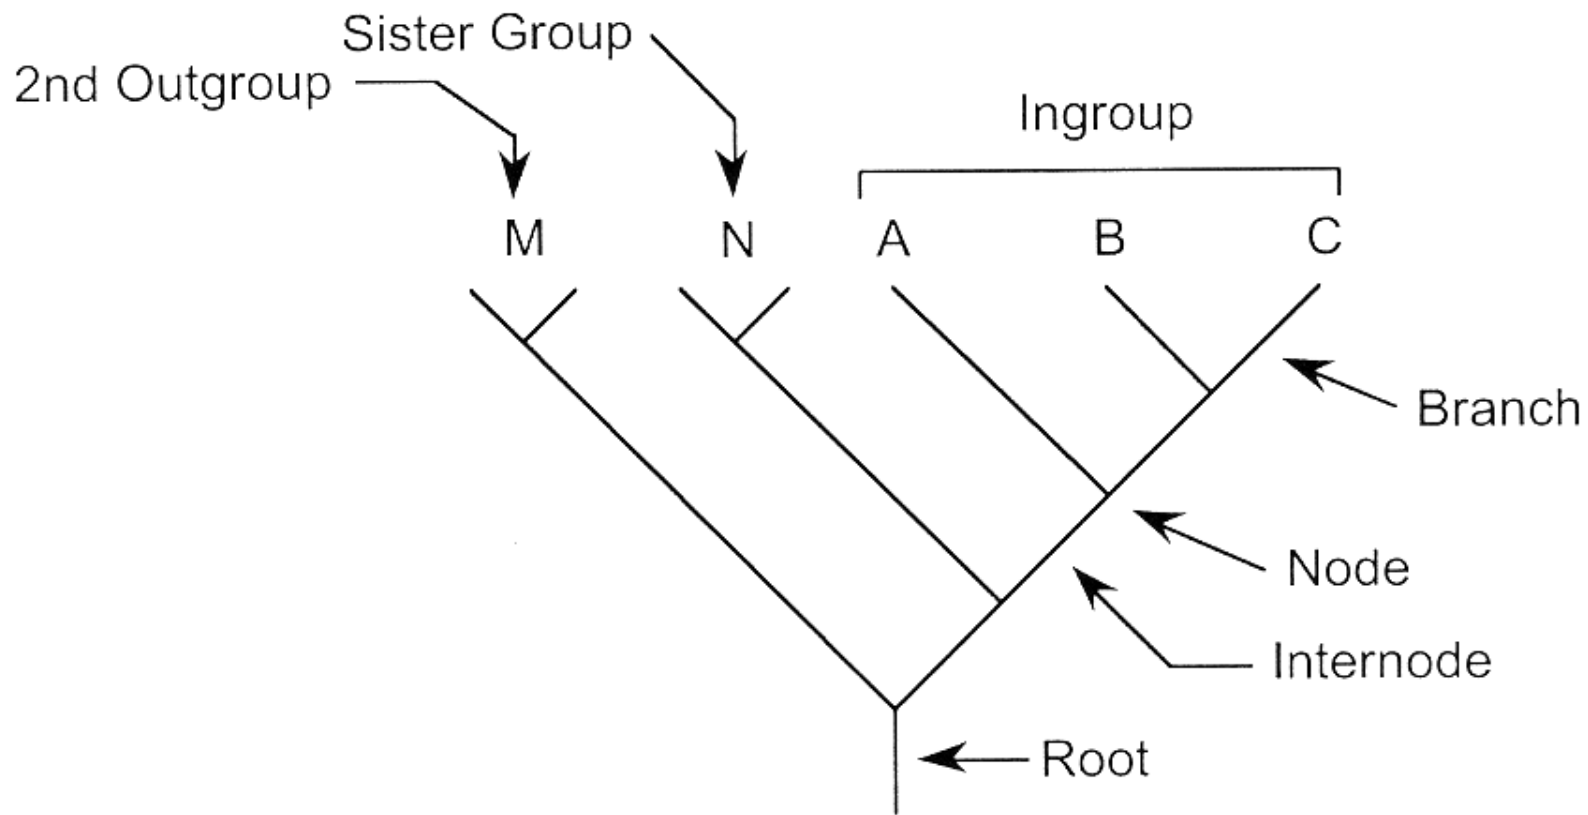 Sister Group
2nd Outgroup
Ingroup
M N A B C
Branch
Node
Internode
Root